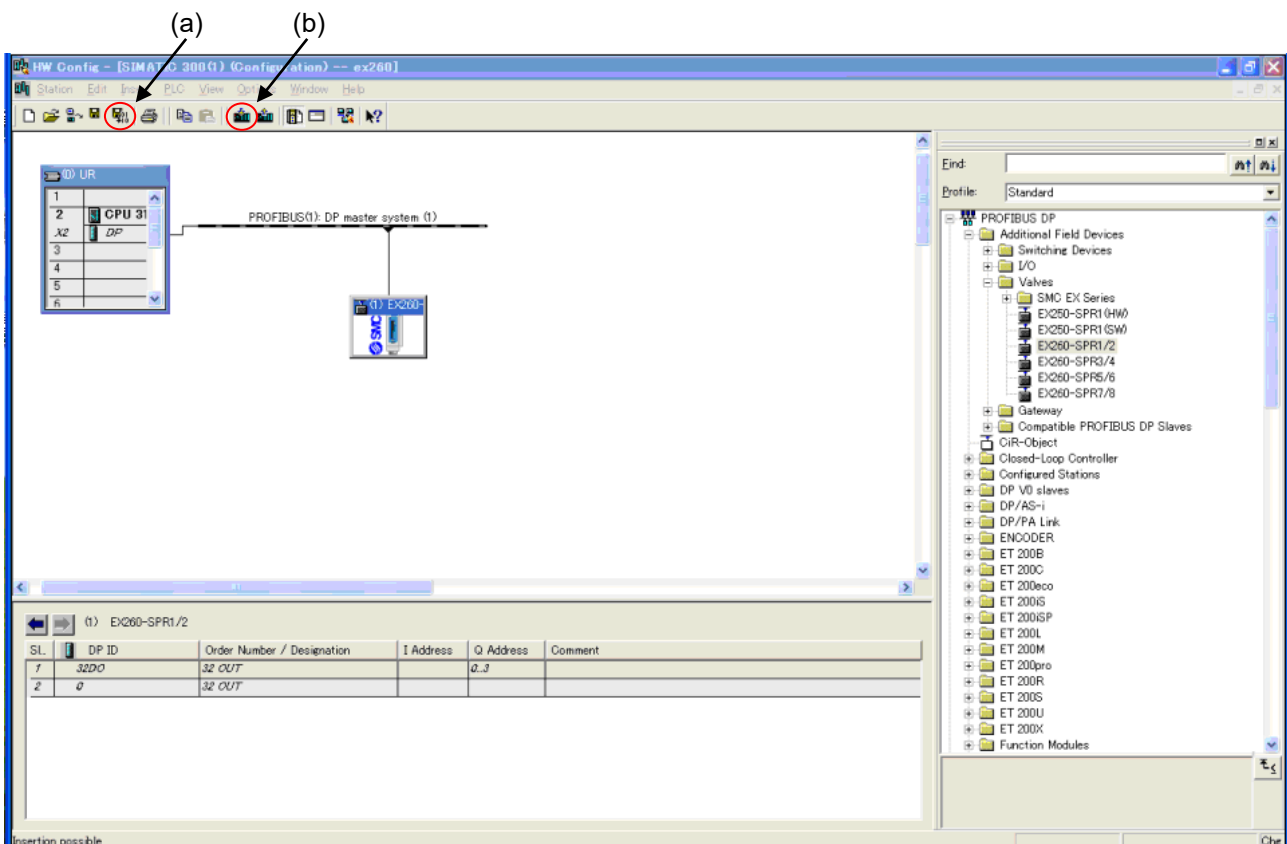 (a) (b)
HW Config - [SIMATIC 300(1) (Configuration) -- ex260]
Station Edit Insert PLC View Options Window Help
(0) UR
1
2 CPU 31
X2 DP
3
4
5
6
PROFIBUS(1): DP master system (1)
(1) EX260-
SMC
Find:
Profile: Standard
PROFIBUS DP
Additional Field Devices
Switching Devices
I/O
Valves
SMC EX Series
EX250-SPR1(HW)
EX250-SPR1(SW)
EX260-SPR1/2
EX260-SPR3/4
EX260-SPR5/6
EX260-SPR7/8
Gateway
Compatible PROFIBUS DP Slaves
CiR-Object
Closed-Loop Controller
Configured Stations
DP V0 slaves
DP/AS-i
DP/PA Link
ENCODER
ET 200B
ET 200C
ET 200eco
ET 200iS
ET 200iSP
ET 200L
ET 200M
ET 200pro
ET 200R
ET 200S
ET 200U
ET 200X
Function Modules
(1) EX260-SPR1/2
Sl. DP ID Order Number / Designation I Address Q Address Comment
1 32DO 32 OUT 0..3
2 0 32 OUT
Insertion possible Chg